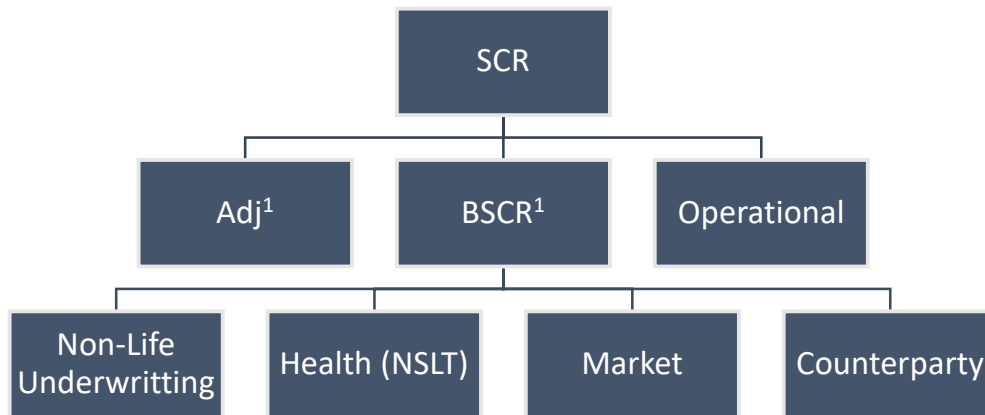 SCR
Adj¹
BSCR¹
Operational
Non-Life
Underwritting
Health (NSLT)
Market
Counterparty